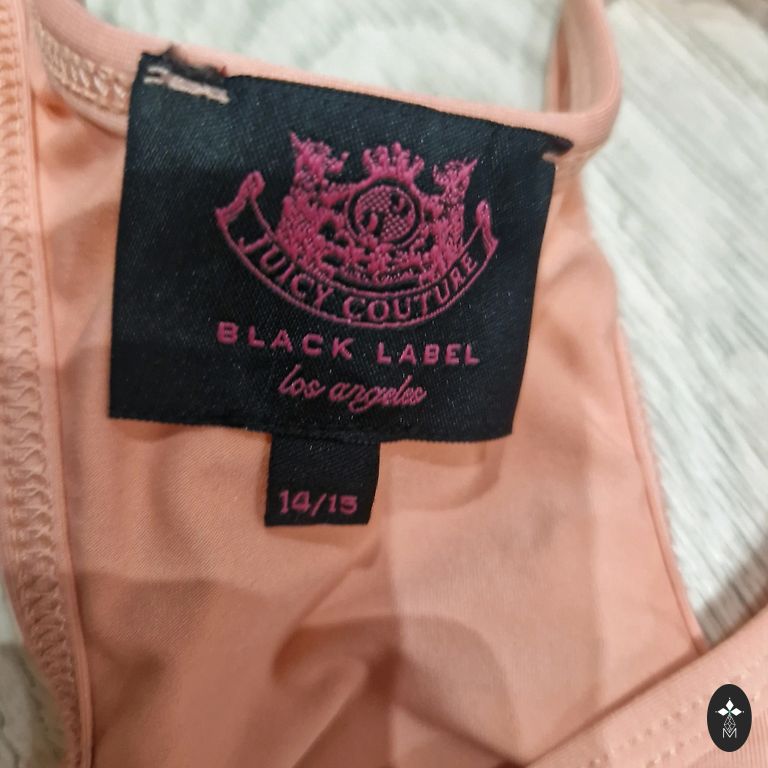 JUICY COUTURE
BLACK LABEL
los angeles
14/15
M